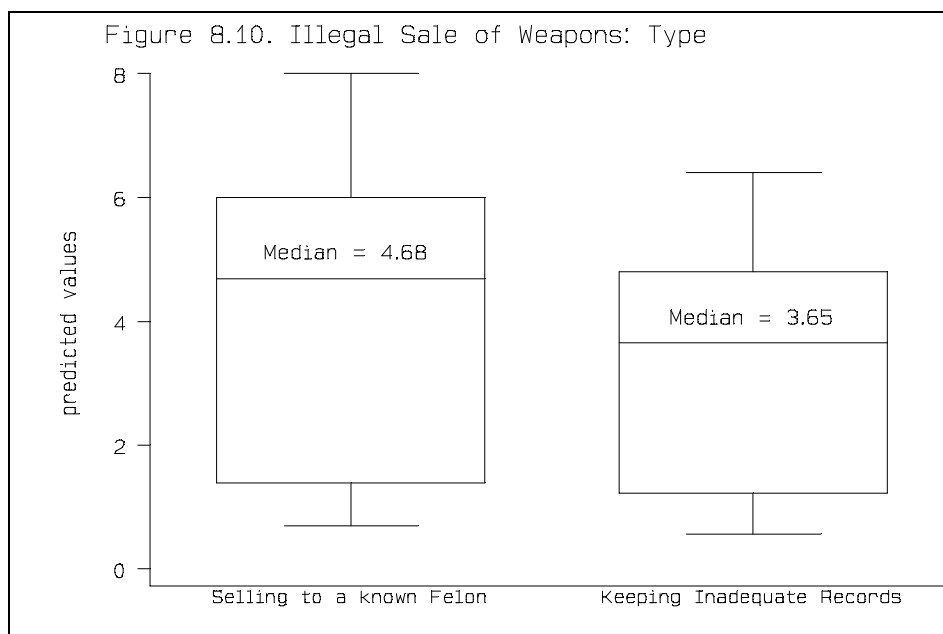 Figure 8.10. Illegal Sale of Weapons: Type
8
6
4
2
0
predicted values
Median = 4.68
Median = 3.65
Selling to a known Felon
Keeping Inadequate Records